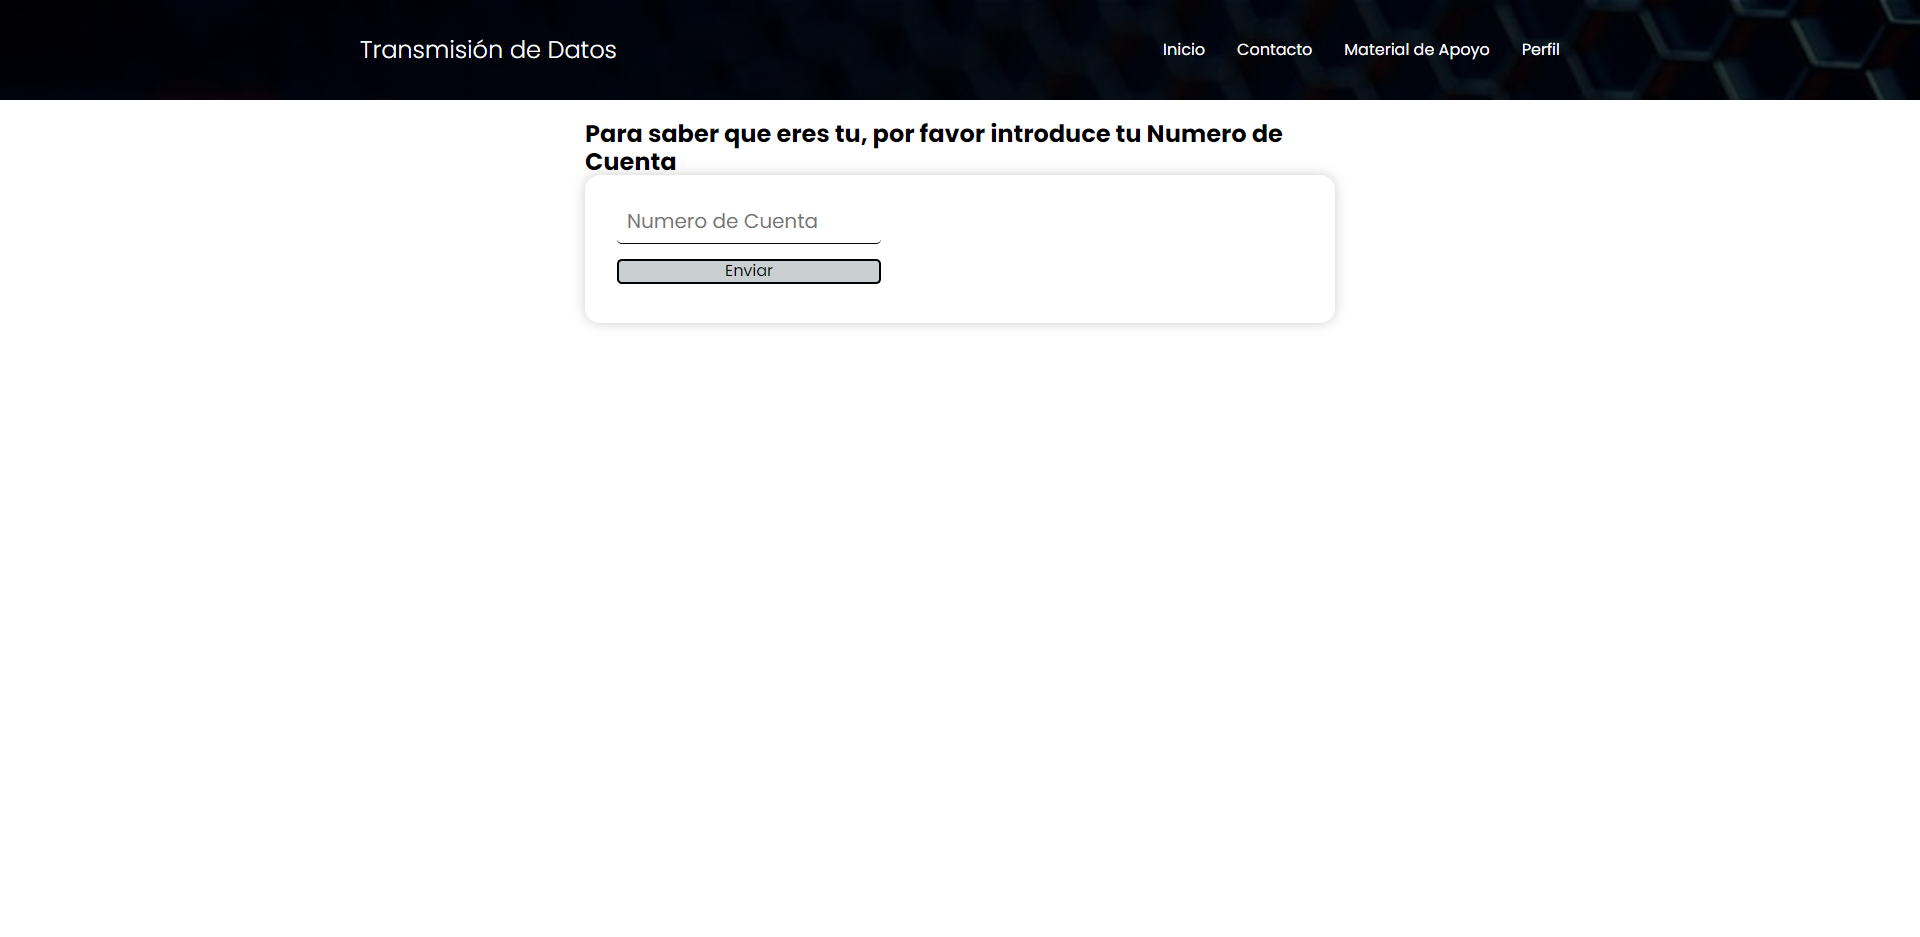 Transmisión de Datos
Inicio
Contacto
Material de Apoyo
Perfil
Para saber que eres tu, por favor introduce tu Numero de
Cuenta
Numero de Cuenta
Enviar